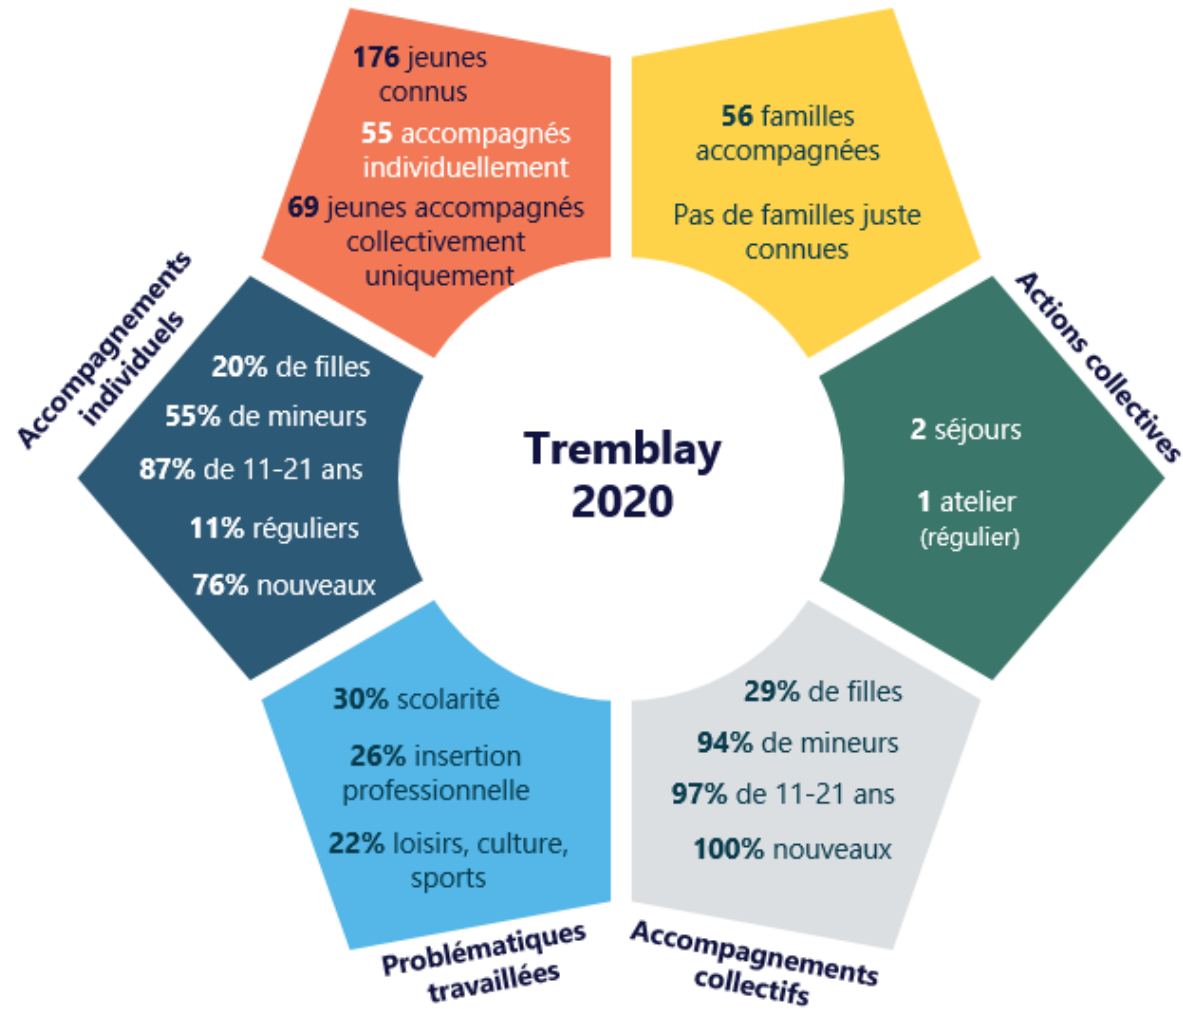 176 jeunes
connus
55 accompagnés
individuellement
69 jeunes accompagnés
collectivement
uniquement
56 familles
accompagnées
Pas de familles juste
connues
Accompagnements
individuels
20% de filles
55% de mineurs
87% de 11-21 ans
11% réguliers
76% nouveaux
Tremblay
2020
Actions collectives
2 séjours
1 atelier
(régulier)
30% scolarité
26% insertion
professionnelle
22% loisirs, culture,
sports
Problématiques
travaillées
29% de filles
94% de mineurs
97% de 11-21 ans
100% nouveaux
Accompagnements
collectifs